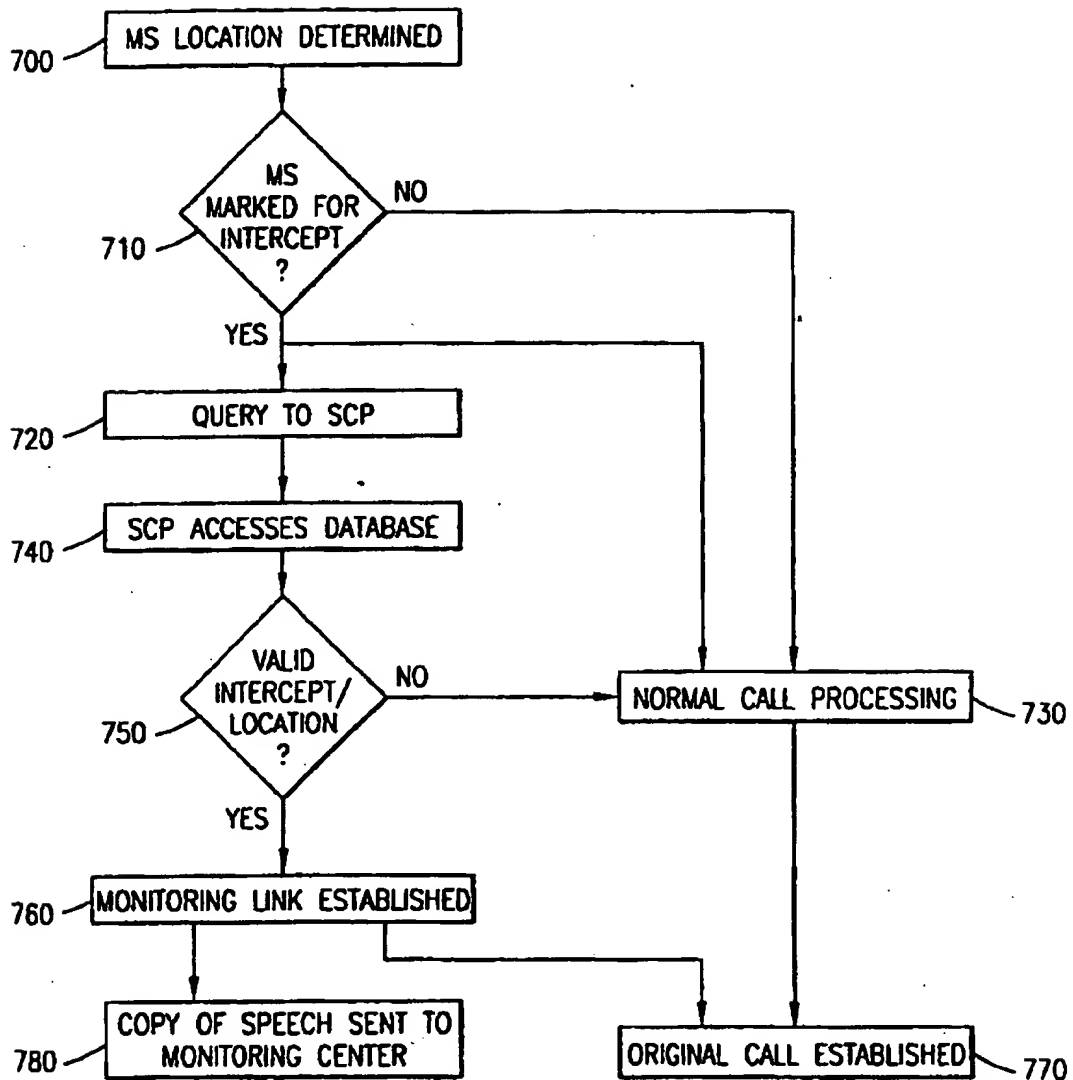 700
MS LOCATION DETERMINED
MS
MARKED FOR
INTERCEPT
?
NO
710
YES
720
QUERY TO SCP
740
SCP ACCESSES DATABASE
VALID
INTERCEPT/
LOCATION
?
NO
750
NORMAL CALL PROCESSING
730
YES
760
MONITORING LINK ESTABLISHED
780
COPY OF SPEECH SENT TO
MONITORING CENTER
ORIGINAL CALL ESTABLISHED
770